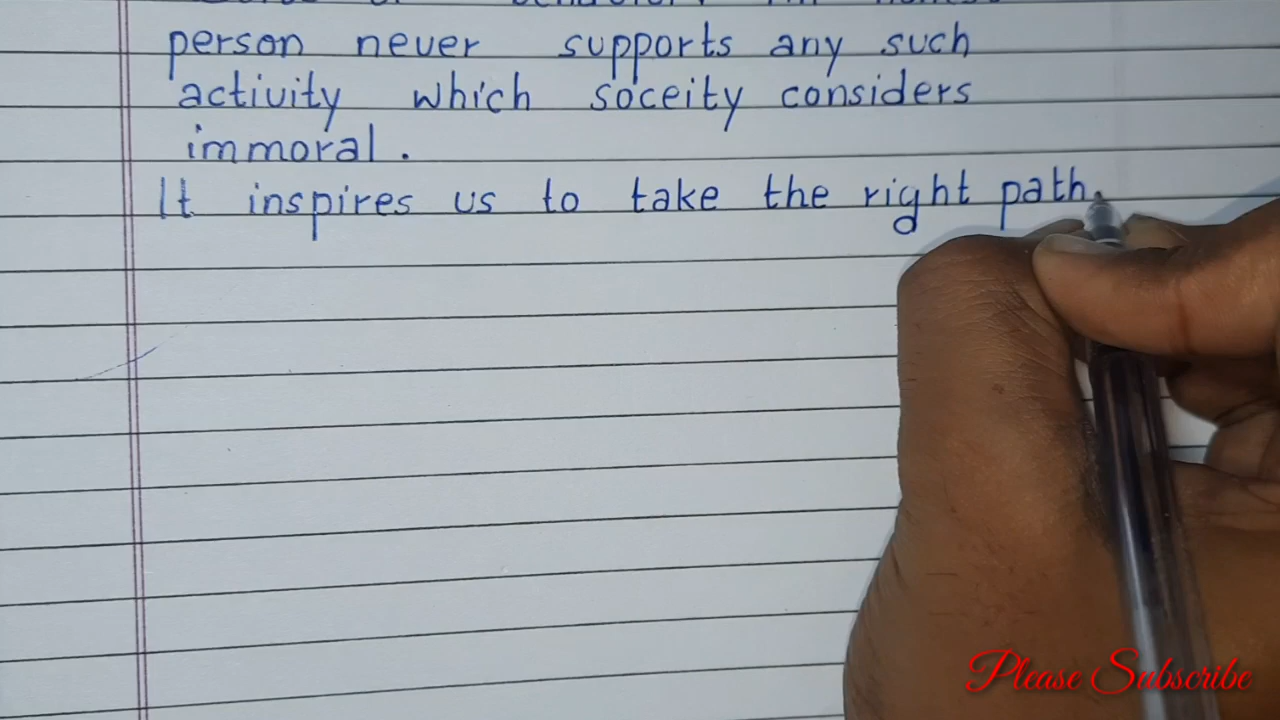 person never supports any such
activity which soceity considers
immoral.
It inspires us to take the right path.
Please Subscribe